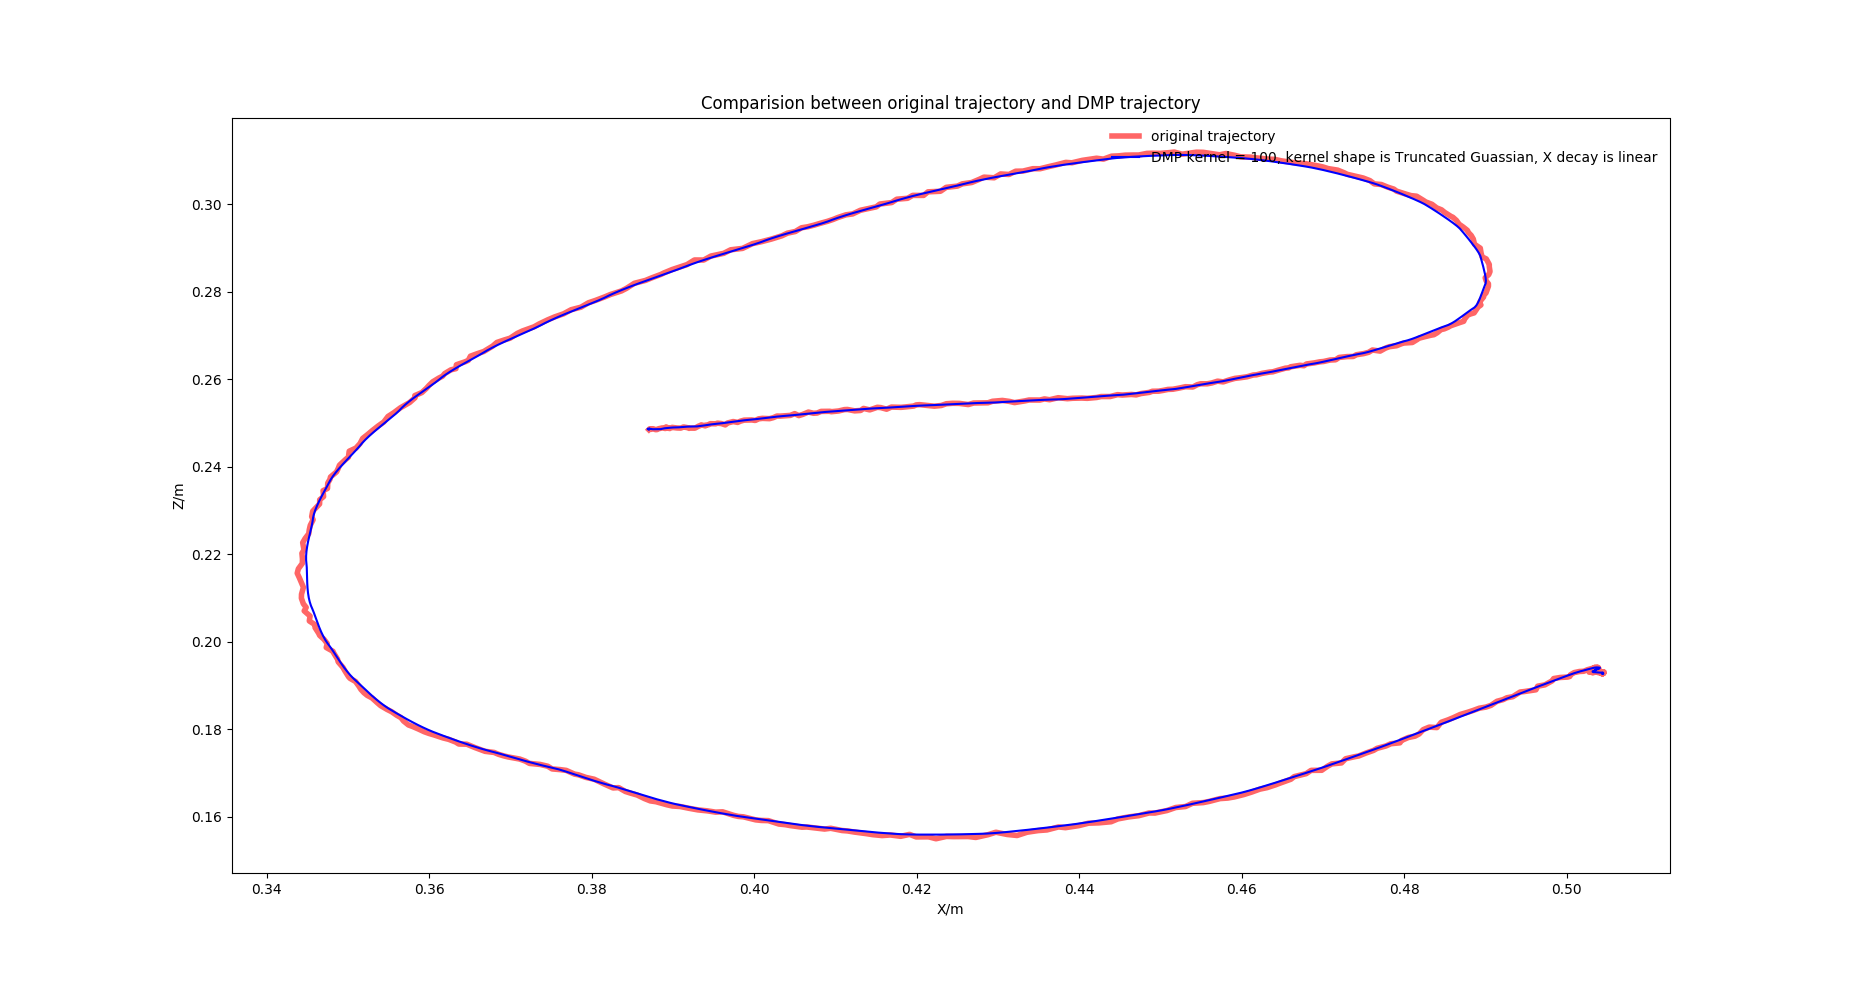 Comparision between original trajectory and DMP trajectory
original trajectory
DMP kernel = 100, kernel shape is Truncated Guassian, X decay is linear
0.30
0.28
0.26
0.24
0.22
0.20
0.18
0.16
Z/m
0.34 0.36 0.38 0.40 0.42 0.44 0.46 0.48 0.50
X/m